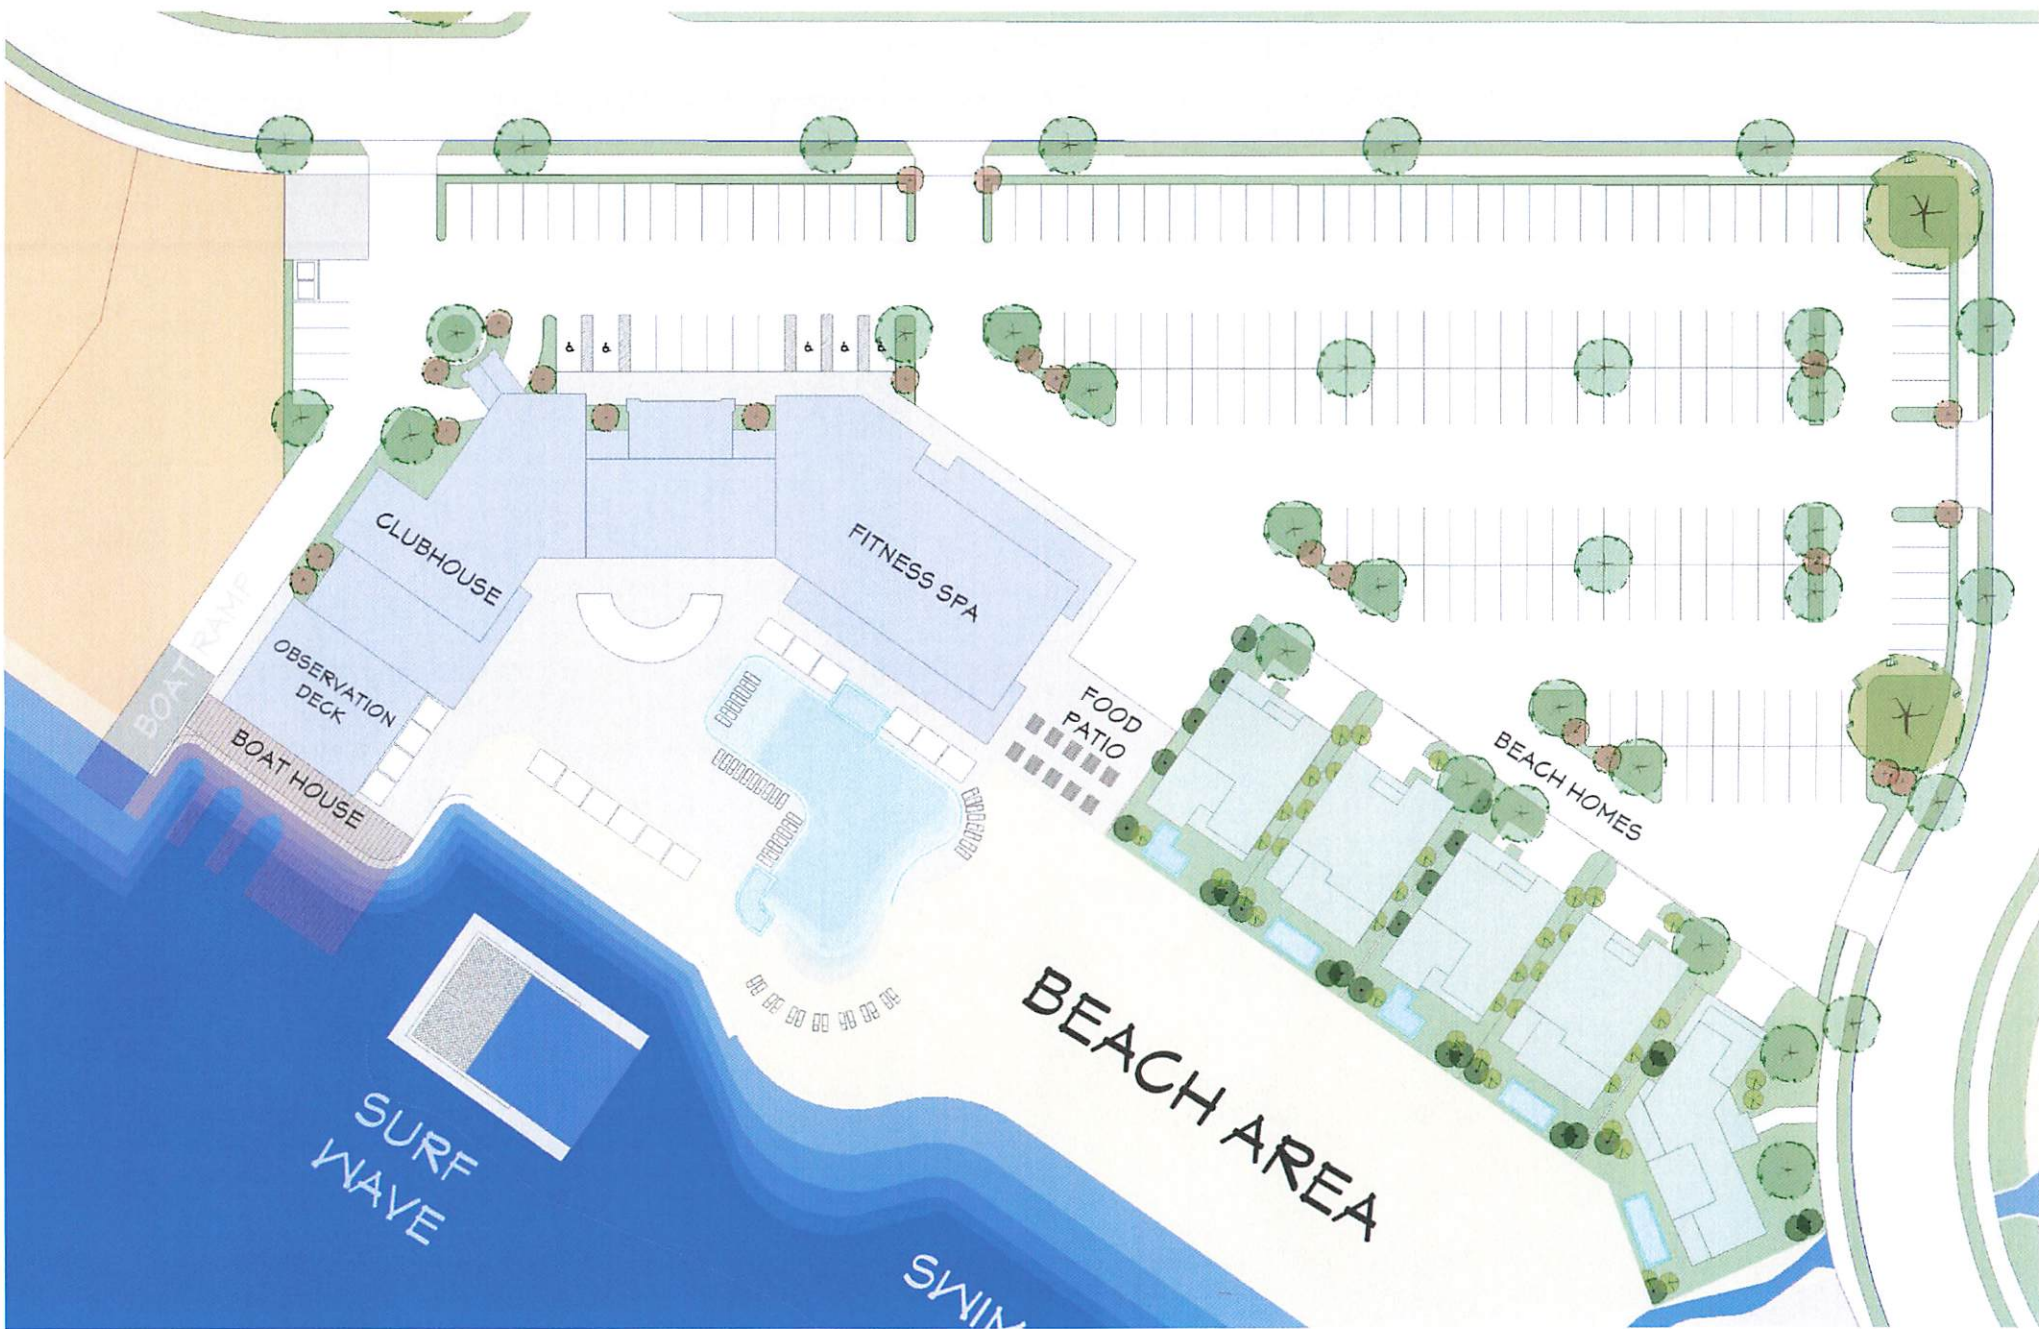 CLUBHOUSE
FITNESS SPA
OBSERVATION
DECK
BOAT RAMP
BOAT HOUSE
FOOD
PATIO
BEACH HOMES
BEACH AREA
SURF
WAVE
SWIM